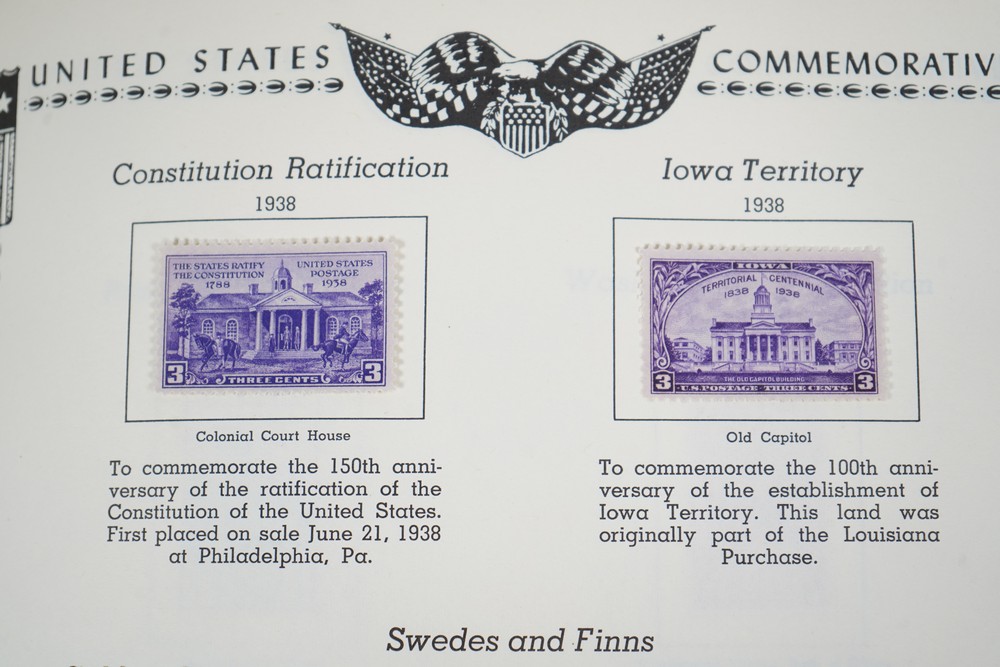 UNITED STATES
COMMEMORATIV
Constitution Ratification
1938
THE STATES RATIFY
THE CONSTITUTION
1788
UNITED STATES
POSTAGE
1938
3 THREE CENTS 3
Colonial Court House
To commemorate the 150th anni-
versary of the ratification of the
Constitution of the United States.
First placed on sale June 21, 1938
at Philadelphia, Pa.
Iowa Territory
1938
IOWA
TERRITORIAL CENTENNIAL
1838 1938
THE OLD CAPITOL BUILDING
3 U.S. POSTAGE · THREE CENTS 3
Old Capitol
To commemorate the 100th anni-
versary of the establishment of
Iowa Territory. This land was
originally part of the Louisiana
Purchase.
Swedes and Finns